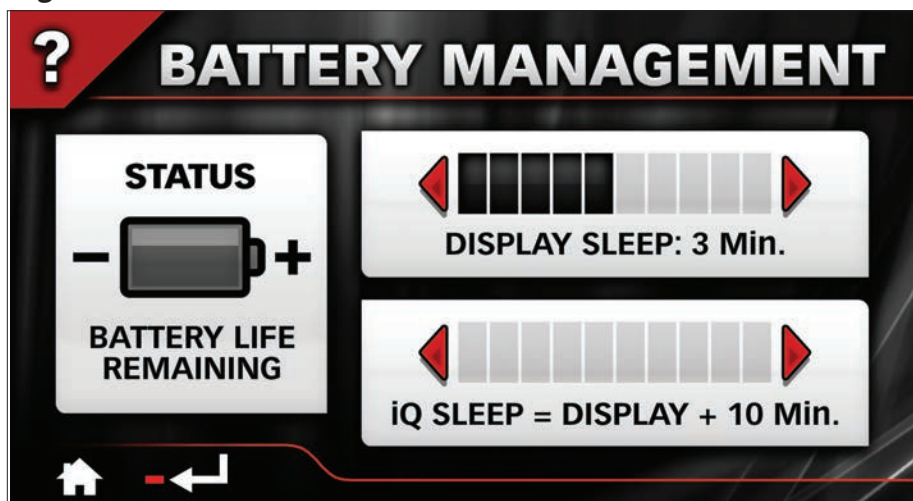 ?
BATTERY MANAGEMENT
STATUS
- +
BATTERY LIFE
REMAINING
DISPLAY SLEEP: 3 Min.
iQ SLEEP = DISPLAY + 10 Min.